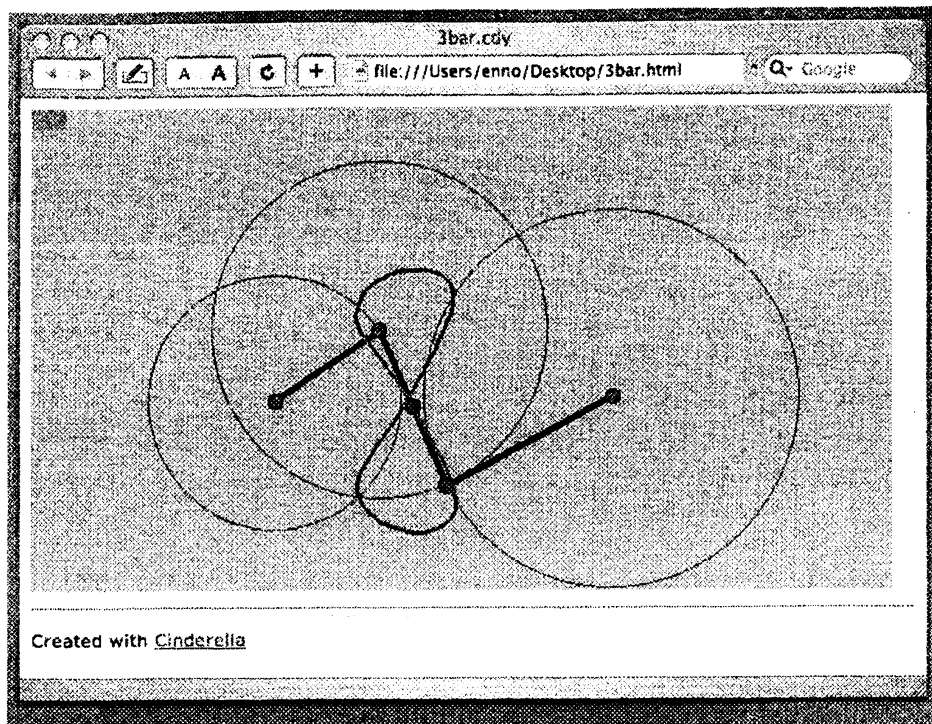 3bar.cdy
A A + file:///Users/enno/Desktop/3bar.html Q Google
Created with Cinderella